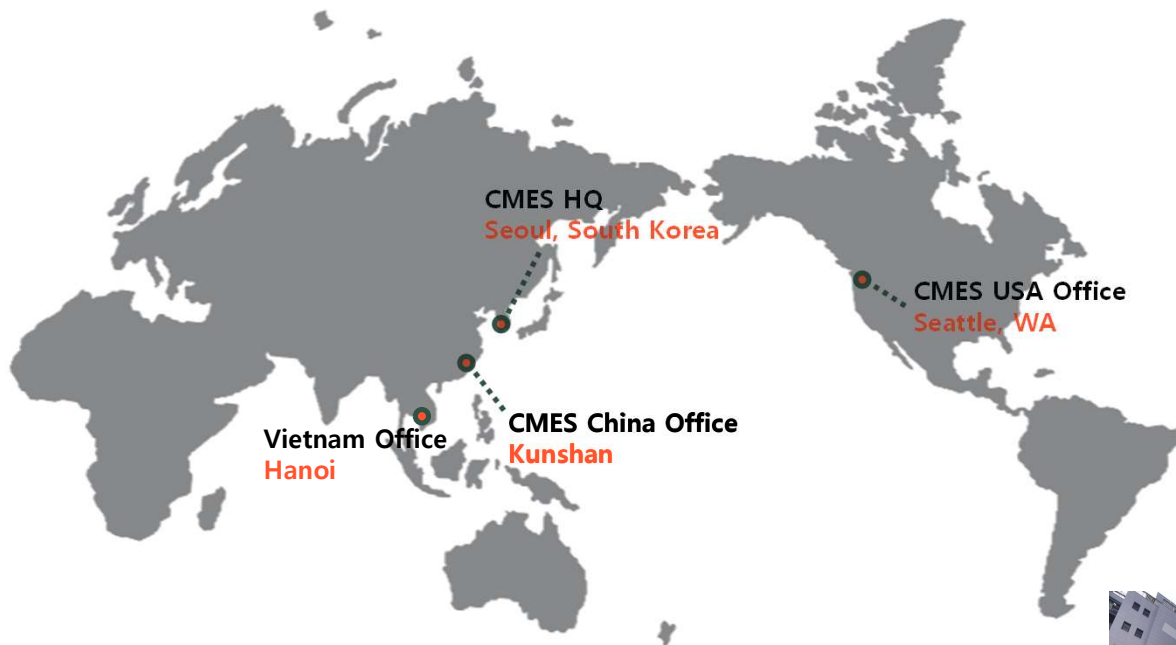 CMES HQ
Seoul, South Korea
CMES USA Office
Seattle, WA
CMES China Office
Kunshan
Vietnam Office
Hanoi